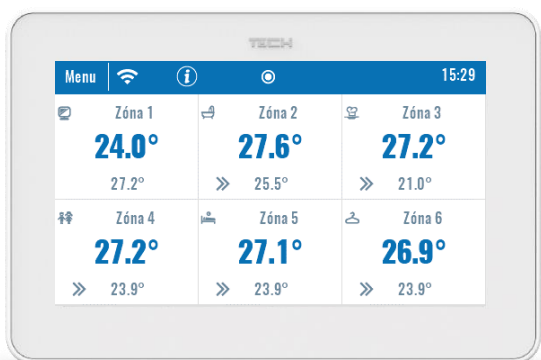 TECH
Menu 15:29
Zóna 1 Zóna 2 Zóna 3
24.0° 27.6° 27.2°
27.2° 25.5° 21.0°
Zóna 4 Zóna 5 Zóna 6
27.2° 27.1° 26.9°
23.9° 23.9° 23.9°